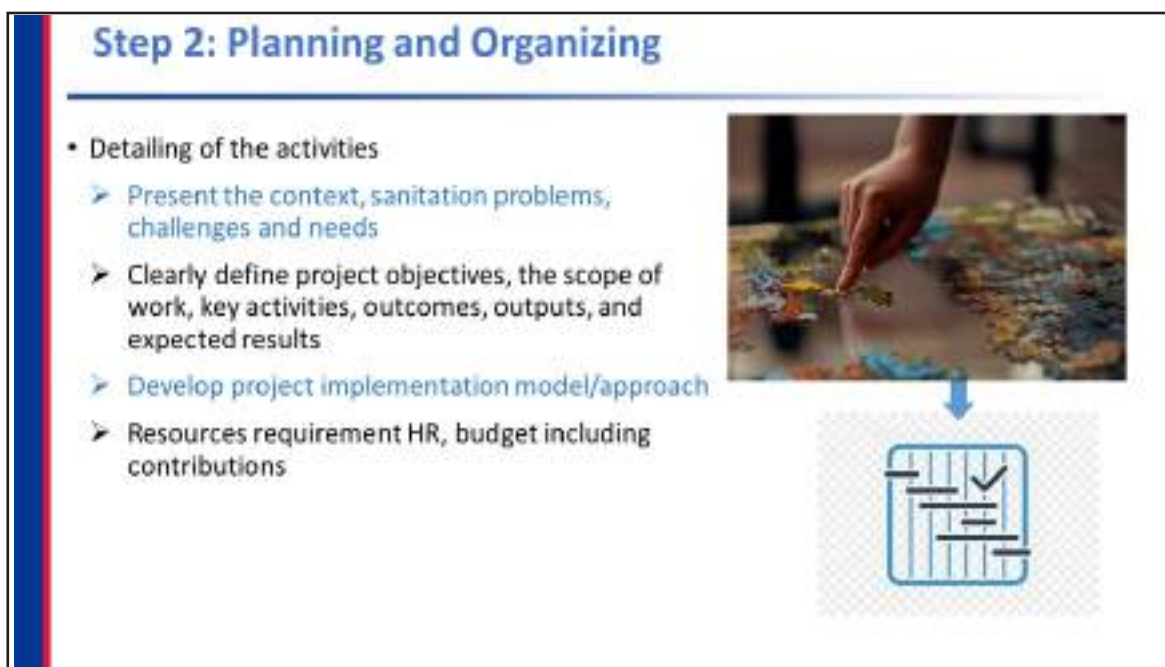 Step 2: Planning and Organizing
• Detailing of the activities
➢ Present the context, sanitation problems,
challenges and needs
➢ Clearly define project objectives, the scope of
work, key activities, outcomes, outputs, and
expected results
➢ Develop project implementation model/approach
➢ Resources requirement HR, budget including
contributions